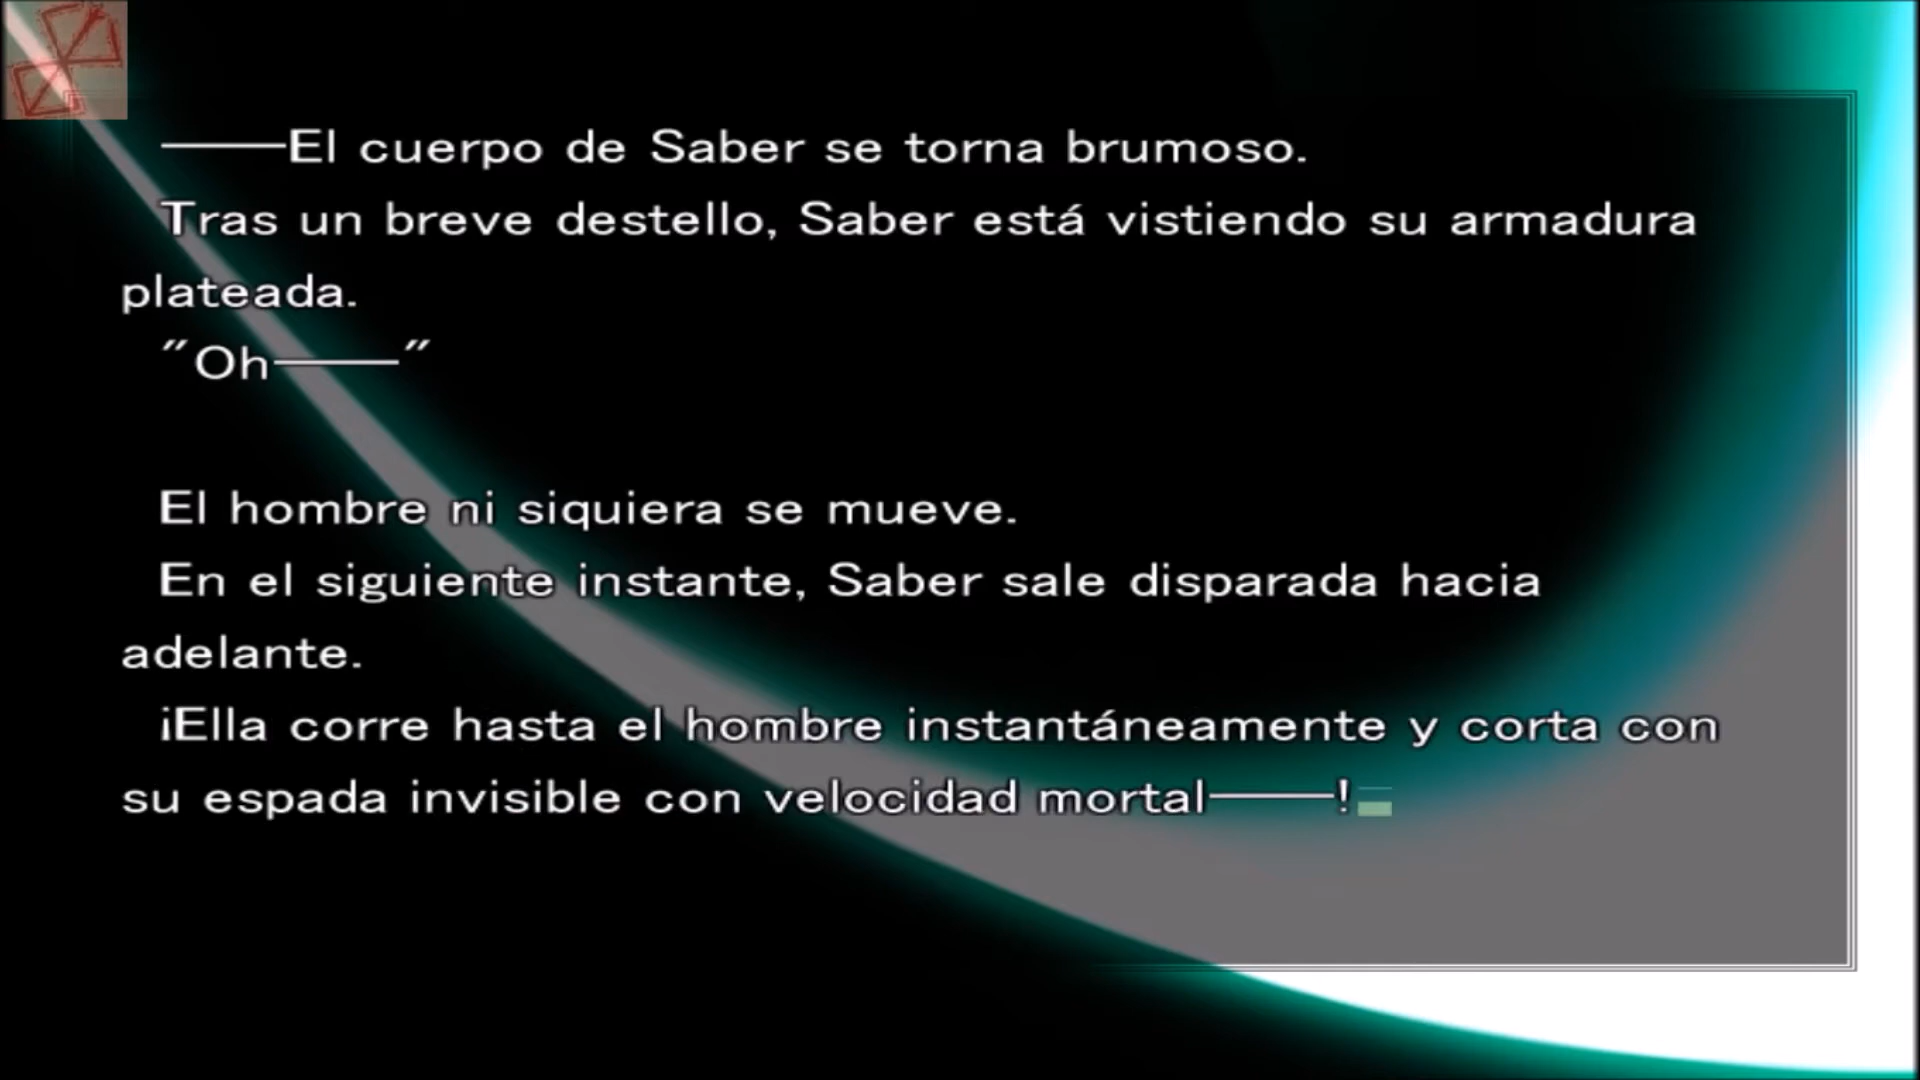 ———El cuerpo de Saber se torna brumoso.
Tras un breve destello, Saber está vistiendo su armadura
plateada.
"Oh———"
El hombre ni siquiera se mueve.
En el siguiente instante, Saber sale disparada hacia
adelante.
¡Ella corre hasta el hombre instantáneamente y corta con
su espada invisible con velocidad mortal———!